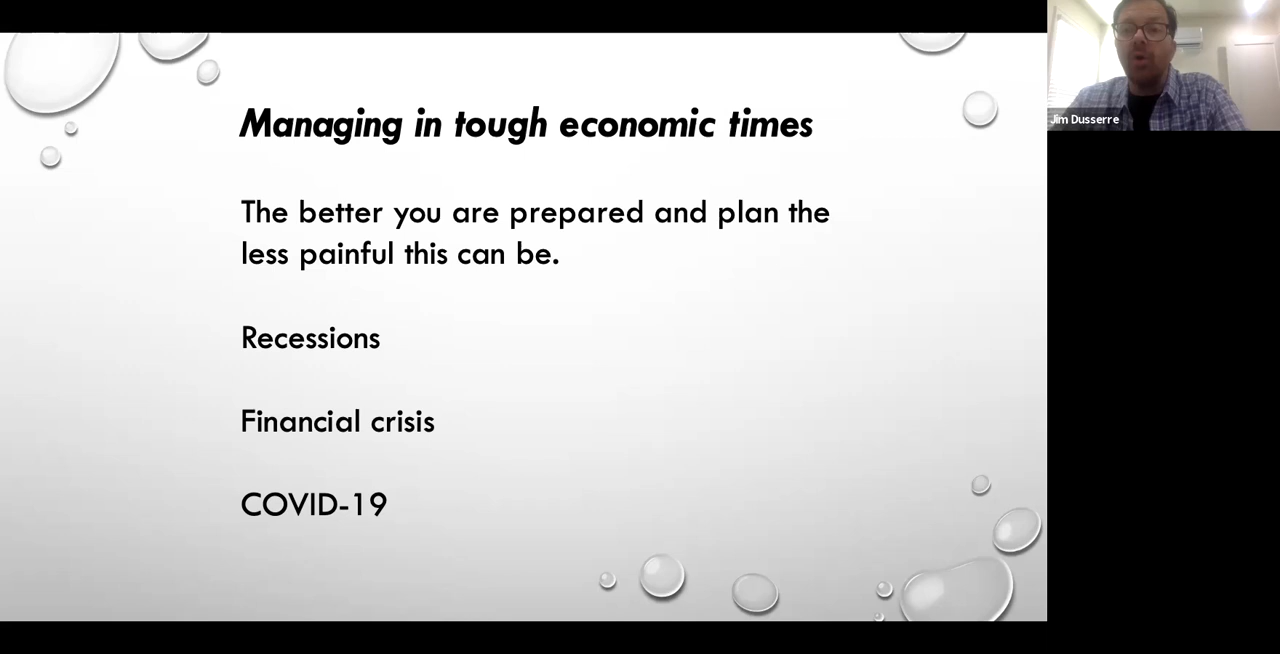 Managing in tough economic times
The better you are prepared and plan the
less painful this can be.
Recessions
Financial crisis
COVID-19
Jim Dusserre